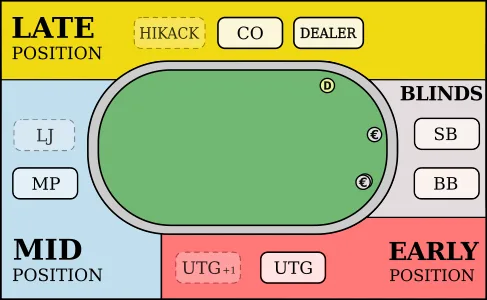 LATE
POSITION
HIKACK
CO
DEALER
BLINDS
D
€
€
LJ
SB
MP
BB
MID
POSITION
UTG+1
UTG
EARLY
POSITION